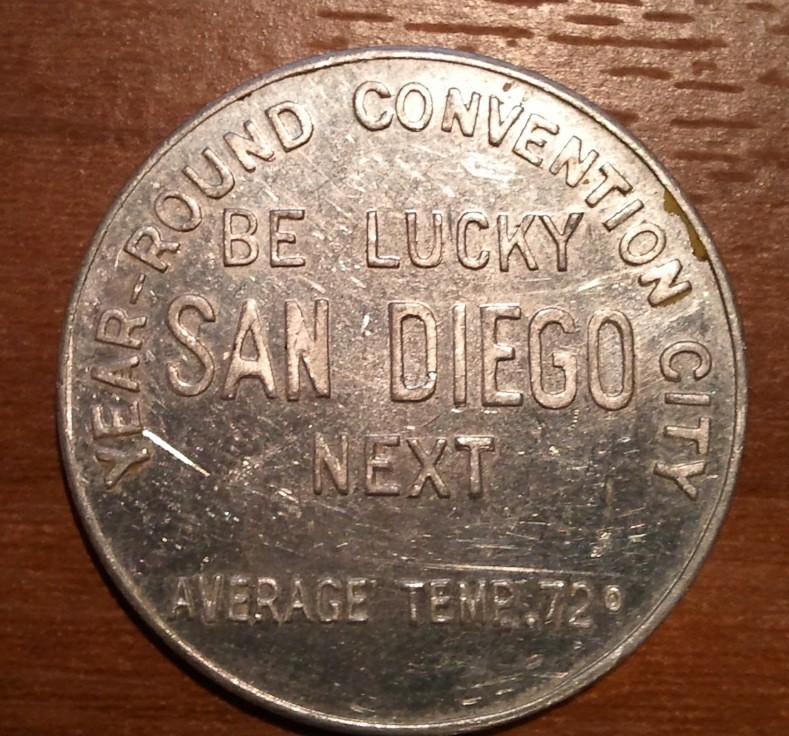 YEAR-ROUND CONVENTION CITY
BE LUCKY
SAN DIEGO
NEXT
AVERAGE TEMP. 72°